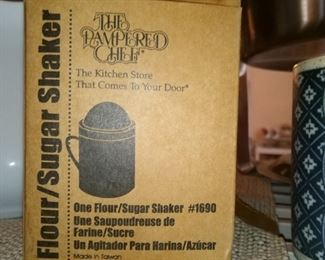 THE
PAMPERED
CHEF®
The Kitchen Store
That Comes To Your Door®
Flour/Sugar Shaker
One Flour/Sugar Shaker #1690
Une Saupoudreuse de
Farine/Sucre
Un Agitador Para Harina/Azúcar
Made in Taiwan